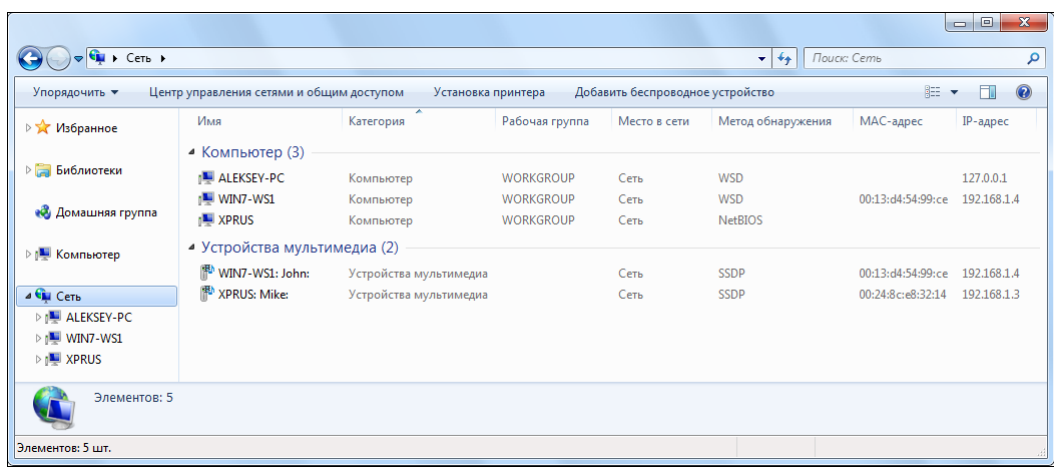 Сеть
Поиск: Сеть
Упорядочить Центр управления сетями и общим доступом Установка принтера Добавить беспроводное устройство
Избранное
Библиотеки
Домашняя группа
Компьютер
Сеть
ALEKSEY-PC
WIN7-WS1
XPRUS
Имя Категория Рабочая группа Место в сети Метод обнаружения MAC-адрес IP-адрес
Компьютер (3)
ALEKSEY-PC Компьютер WORKGROUP Сеть WSD 127.0.0.1
WIN7-WS1 Компьютер WORKGROUP Сеть WSD 00:13:d4:54:99:ce 192.168.1.4
XPRUS Компьютер WORKGROUP Сеть NetBIOS
Устройства мультимедиа (2)
WIN7-WS1: John: Устройства мультимедиа Сеть SSDP 00:13:d4:54:99:ce 192.168.1.4
XPRUS: Mike: Устройства мультимедиа Сеть SSDP 00:24:8c:e8:32:14 192.168.1.3
Элементов: 5
Элементов: 5 шт.